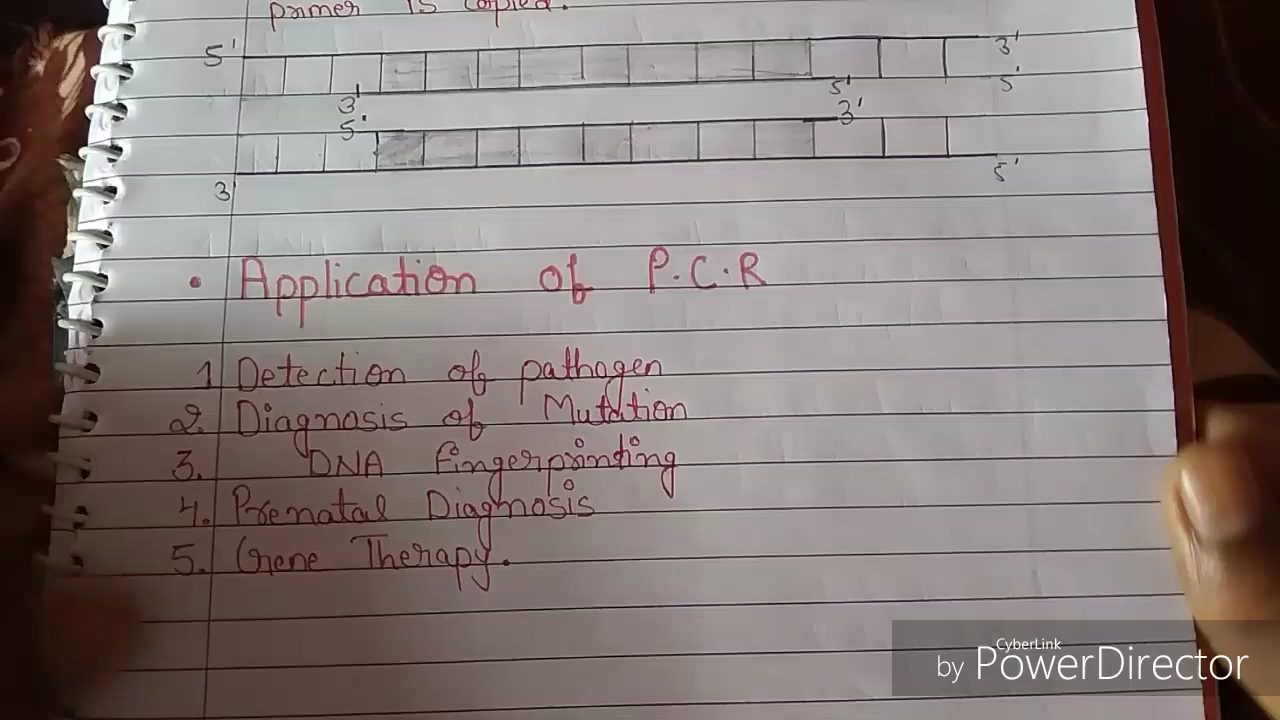 primer is copied.
5' 3'
3' 5' 5'
5' 3'
3 5'
• Application of P.C.R
1 Detection of pathogen
2. Diagnosis of Mutation
3. DNA fingerprinting
4. Prenatal Diagnosis
5. Gene Therapy.
CyberLink
by PowerDirector